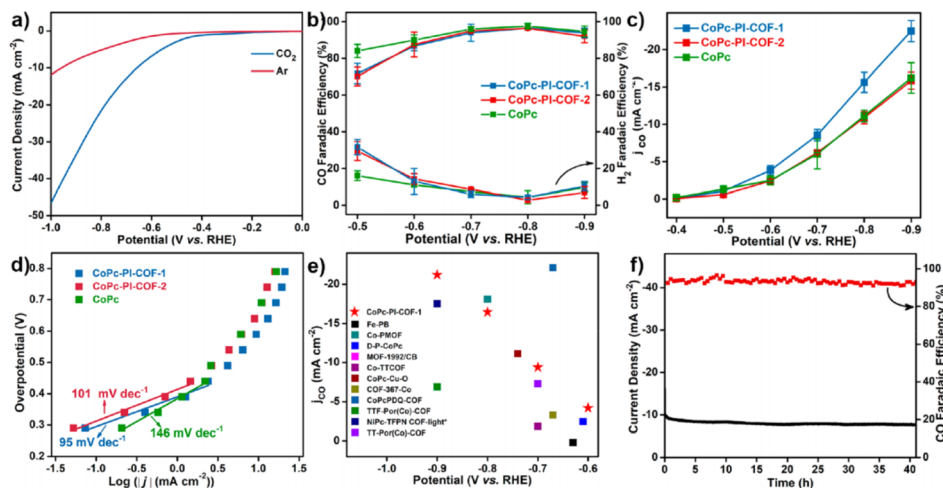 a)
0
-10
-20
-30
-40
-50
-1.0 -0.8 -0.6 -0.4 -0.2 0.0
Current Density (mA cm⁻²)
Potential (V vs. RHE)
CO₂
Ar
b)
100
80
60
40
20
0
-0.5 -0.6 -0.7 -0.8 -0.9
CO Faradaic Efficiency (%)
H₂ Faradaic Efficiency (%)
100
80
60
40
20
0
Potential (V vs. RHE)
CoPc-PI-COF-1
CoPc-PI-COF-2
CoPc
c)
-20
-15
-10
-5
0
-0.4 -0.5 -0.6 -0.7 -0.8 -0.9
j CO (mA cm⁻²)
Potential (V vs. RHE)
CoPc-PI-COF-1
CoPc-PI-COF-2
CoPc
d)
0.8
0.7
0.6
0.5
0.4
0.3
0.2
-1.5 -1.0 -0.5 0.0 0.5 1.0 1.5
Overpotential (V)
Log (|j| (mA cm⁻²))
CoPc-PI-COF-1
CoPc-PI-COF-2
CoPc
101 mV dec⁻¹
95 mV dec⁻¹
146 mV dec⁻¹
e)
-20
-15
-10
-5
0
-0.9 -0.8 -0.7 -0.6
jCO (mA cm⁻²)
Potential (V vs. RHE)
CoPc-PI-COF-1
Fe-PB
Co-PMOF
D-P-CoPc
MOF-1992/CB
Co-TTCOF
CoPc-Cu-O
COF-367-Co
CoPcPDQ-COF
TTF-Por(Co)-COF
NiPc-TFPN COF-light*
TT-Por(Co)-COF
f)
-40
-30
-20
-10
0
0 5 10 15 20 25 30 35 40
Current Density (mA cm⁻²)
CO Faradaic Efficiency (%)
100
80
60
40
20
0
Time (h)